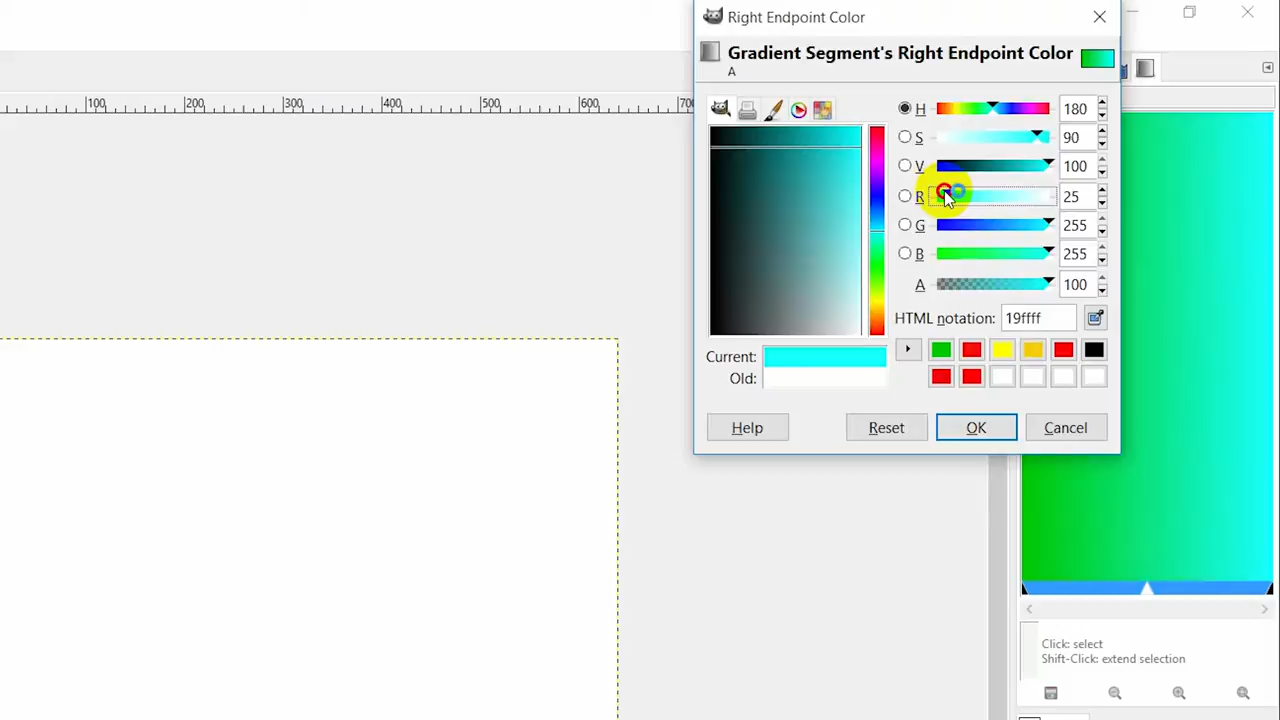 Right Endpoint Color
Gradient Segment's Right Endpoint Color
A
100
200
300
400
500
600
700
H 180
S 90
V 100
R 25
G 255
B 255
A 100
HTML notation: 19ffff
Current:
Old:
Help
Reset
OK
Cancel
Click: select
Shift-Click: extend selection